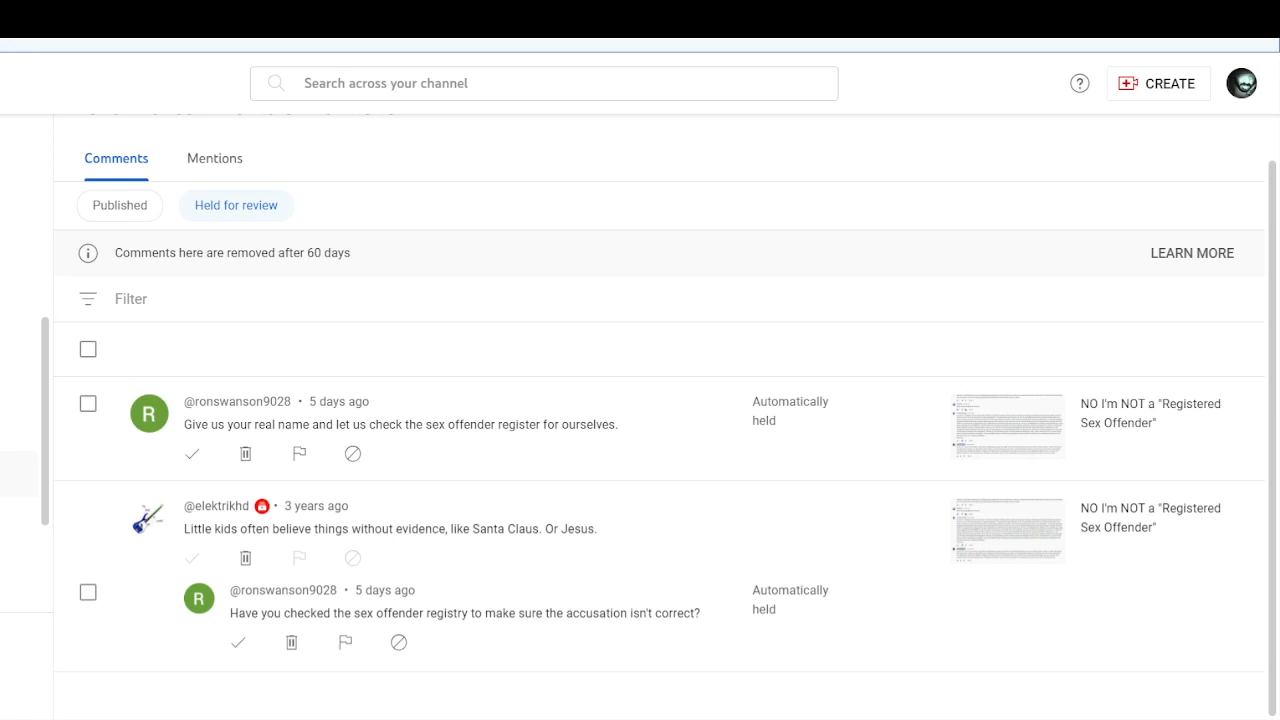 Search across your channel
?
CREATE
Comments
Mentions
Published
Held for review
Comments here are removed after 60 days
LEARN MORE
Filter
R
@ronswanson9028 • 5 days ago
Give us your real name and let us check the sex offender register for ourselves.
Automatically
held
NO I'm NOT a "Registered
Sex Offender"
@elektrikhd • 3 years ago
Little kids often believe things without evidence, like Santa Claus. Or Jesus.
NO I'm NOT a "Registered
Sex Offender"
R
@ronswanson9028 • 5 days ago
Have you checked the sex offender registry to make sure the accusation isn't correct?
Automatically
held